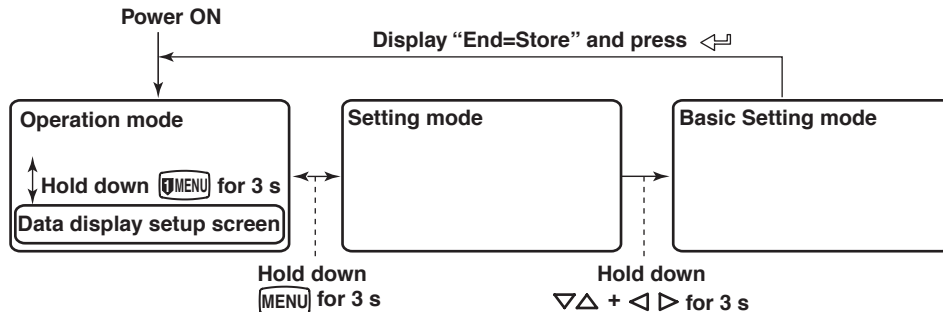 Power ON
Display “End=Store” and press
Operation mode
Hold down MENU for 3 s
Data display setup screen
Setting mode
Basic Setting mode
Hold down
MENU for 3 s
Hold down
▽△ + ◁ ▷ for 3 s